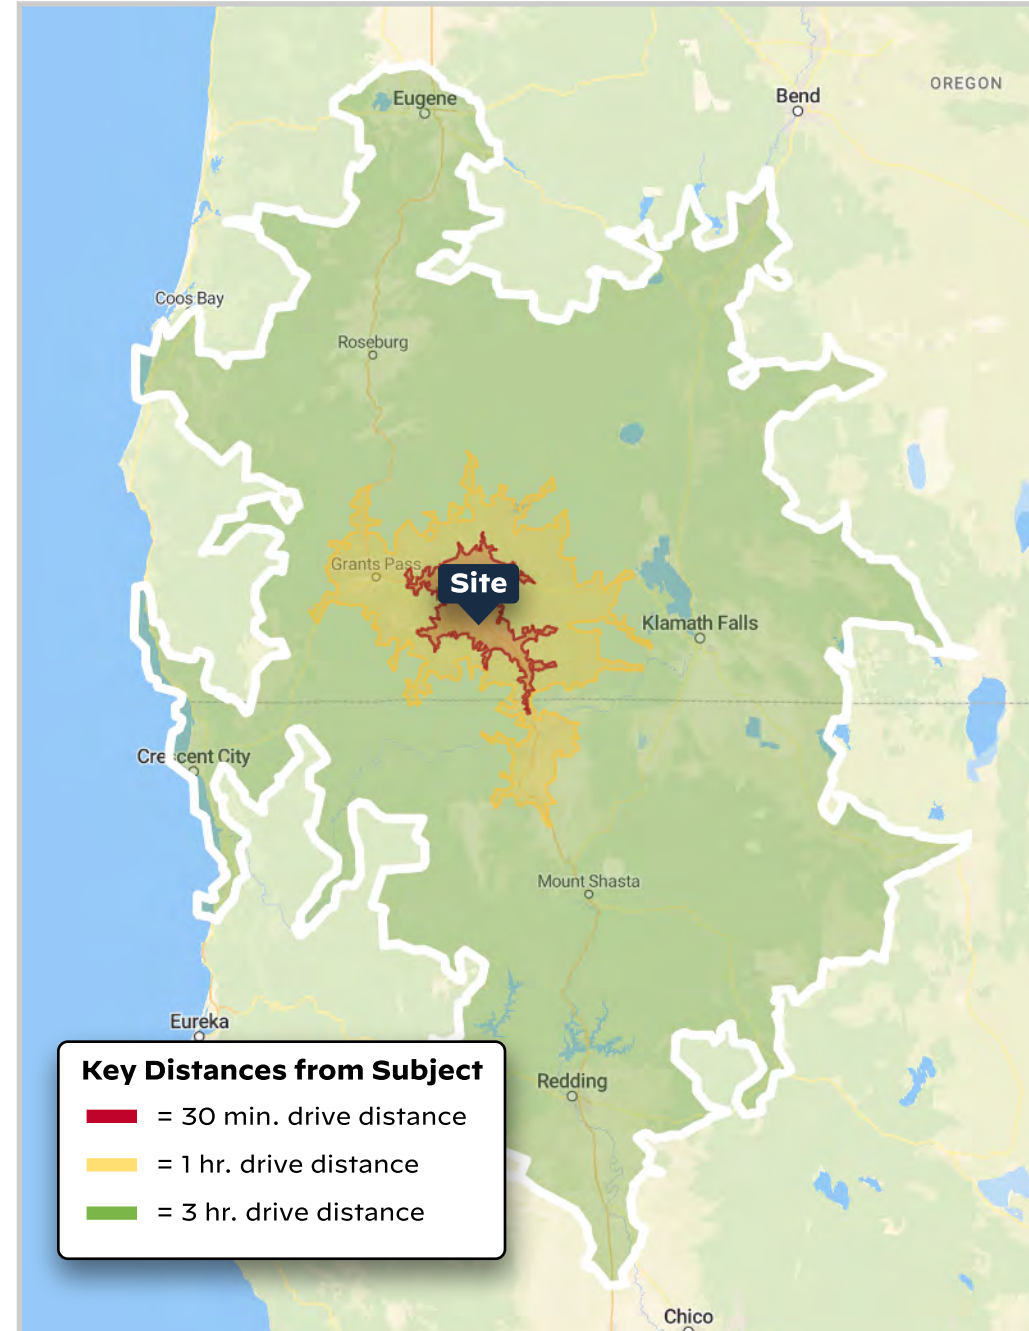 Eugene
Bend
OREGON
Coos Bay
Roseburg
Grants Pass
Site
Klamath Falls
Crescent City
Mount Shasta
Eureka
Redding
Key Distances from Subject
= 30 min. drive distance
= 1 hr. drive distance
= 3 hr. drive distance
Chico